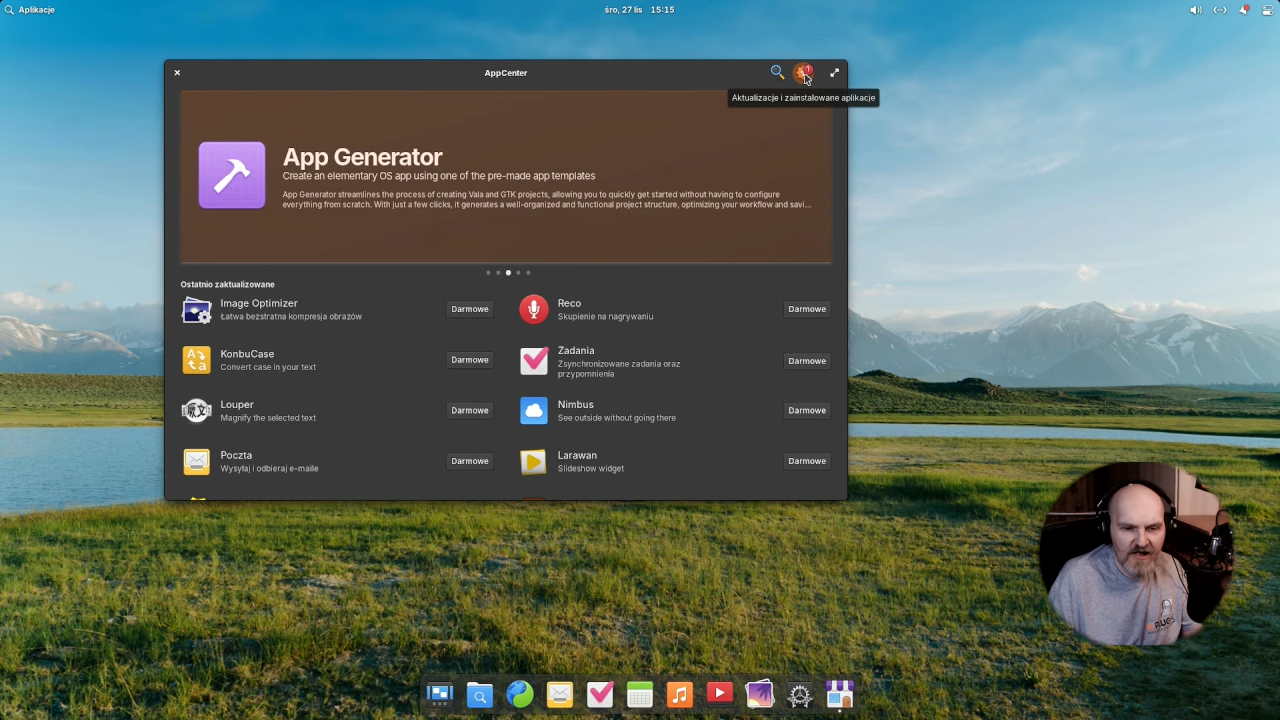 Aplikacje
śro, 27 lis 15:15
AppCenter
1
Aktualizacje i zainstalowane aplikacje
App Generator
Create an elementary OS app using one of the pre-made app templates
App Generator streamlines the process of creating Vala and GTK projects, allowing you to quickly get started without having to configure
everything from scratch. With just a few clicks, it generates a well-organized and functional project structure, optimizing your workflow and savi...
Ostatnio zaktualizowane
Image Optimizer
Łatwa bezstratna kompresja obrazów
Darmowe
Reco
Skupienie na nagrywaniu
Darmowe
KonbuCase
Convert case in your text
Darmowe
Zadania
Zsynchronizowane zadania oraz
przypomnienia
Darmowe
Louper
Magnify the selected text
Darmowe
Nimbus
See outside without going there
Darmowe
Poczta
Wysyłaj i odbieraj e-maile
Darmowe
Larawan
Slideshow widget
Darmowe